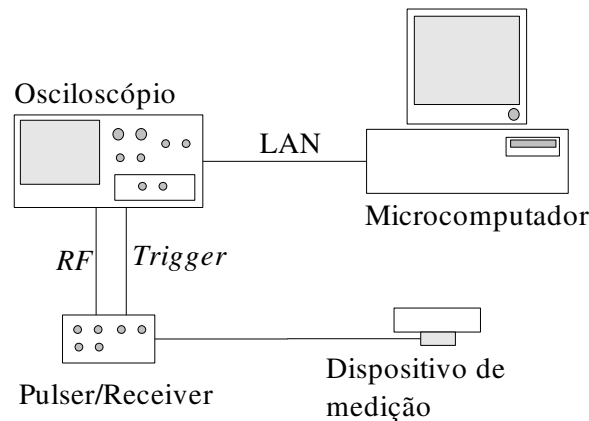 Osciloscópio
LAN
Microcomputador
RF
Trigger
Pulser/Receiver
Dispositivo de
medição